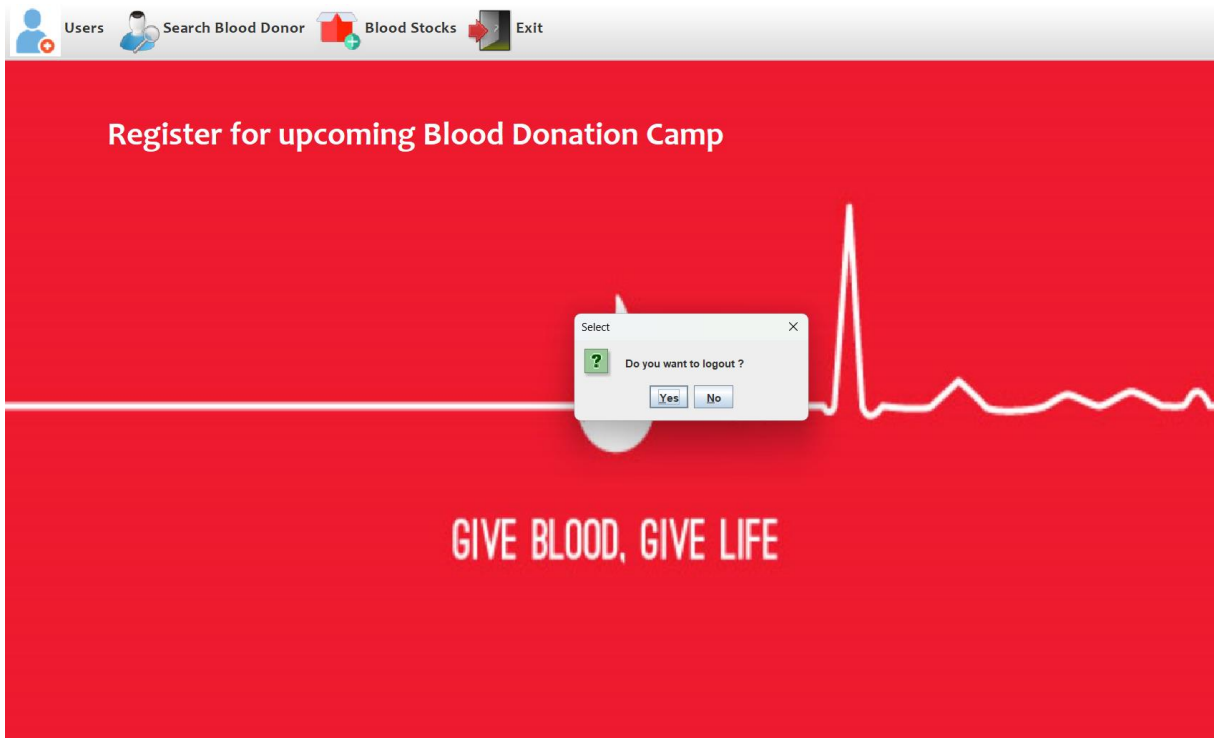 Users Search Blood Donor Blood Stocks Exit
Register for upcoming Blood Donation Camp
Select
?
Do you want to logout ?
Yes No
GIVE BLOOD, GIVE LIFE